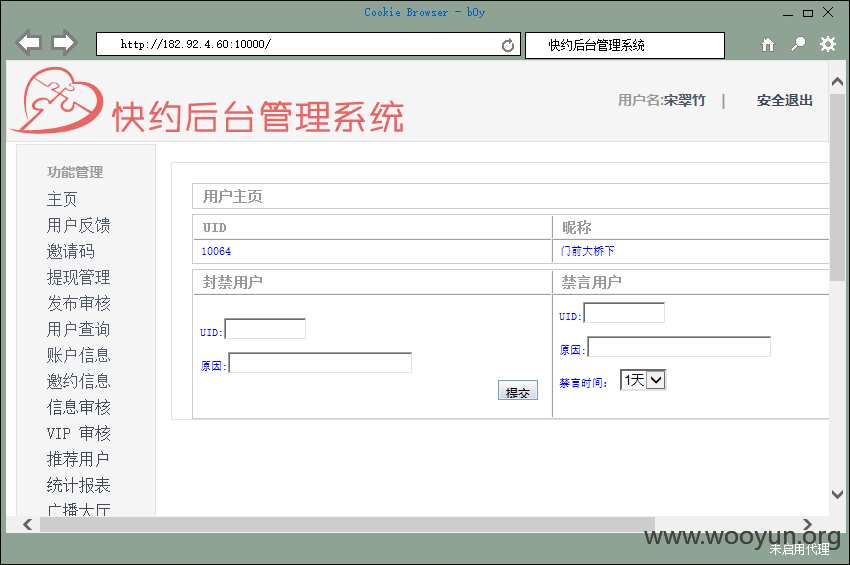 Cookie Browser - b0y
http://182.92.4.60:10000/
快约后台管理系统
快约后台管理系统
用户名:宋翠竹 | 安全退出
功能管理
主页
用户反馈
邀请码
提现管理
发布审核
用户查询
账户信息
邀约信息
信息审核
VIP 审核
推荐用户
统计报表
广播大厅
用户主页
UID 昵称
10064 门前大桥下
封禁用户
UID:
原因:
提交
禁言用户
UID:
原因:
禁言时间: 1天
www.wooyun.org
未启用代理